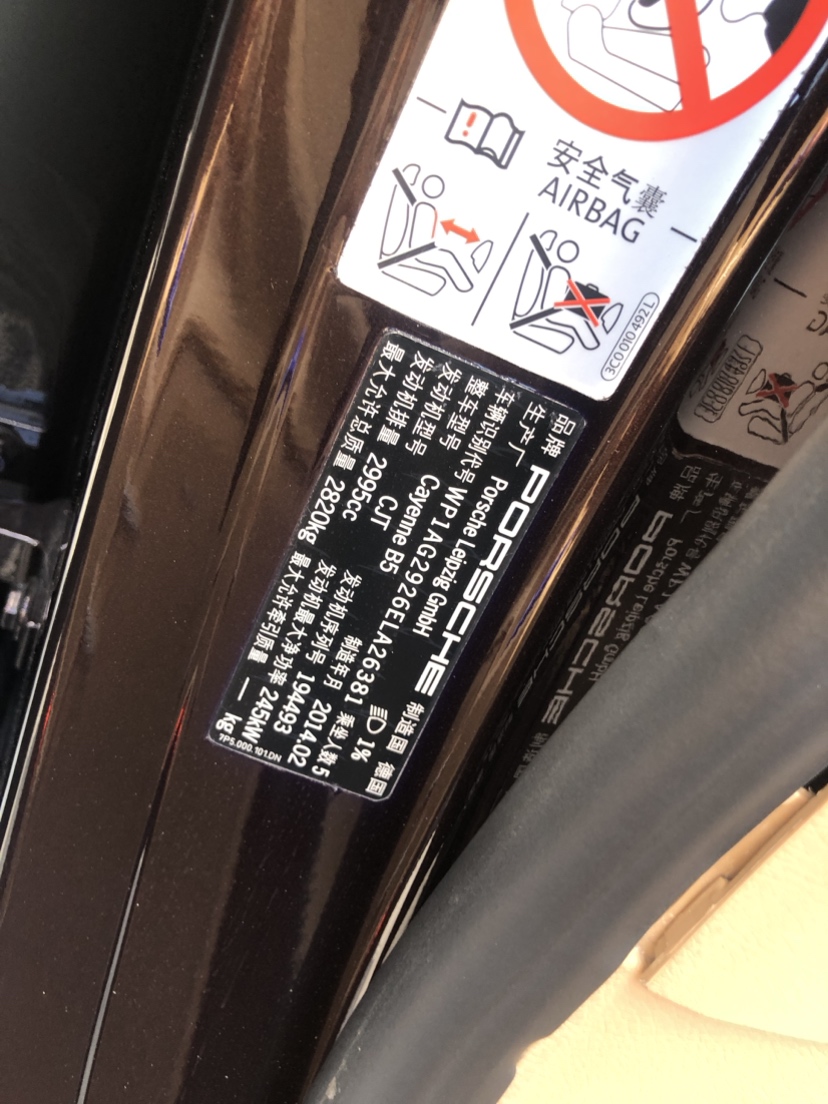 安全气囊
AIRBAG
3C0 010 492 L
品牌 PORSCHE 制造国 德国
生产厂 Porsche Leipzig GmbH 1%
车辆识别代号 WP1AG2926ELA26381 乘坐人数 5
整车型号 Cayenne B5 制造年月 2014.02
发动机型号 CJT 发动机序列号 194493
发动机排量 2995cc 发动机最大净功率 245kW
最大允许总质量 2820kg 最大允许牵引质量 — kg
7P5.000.101.DN